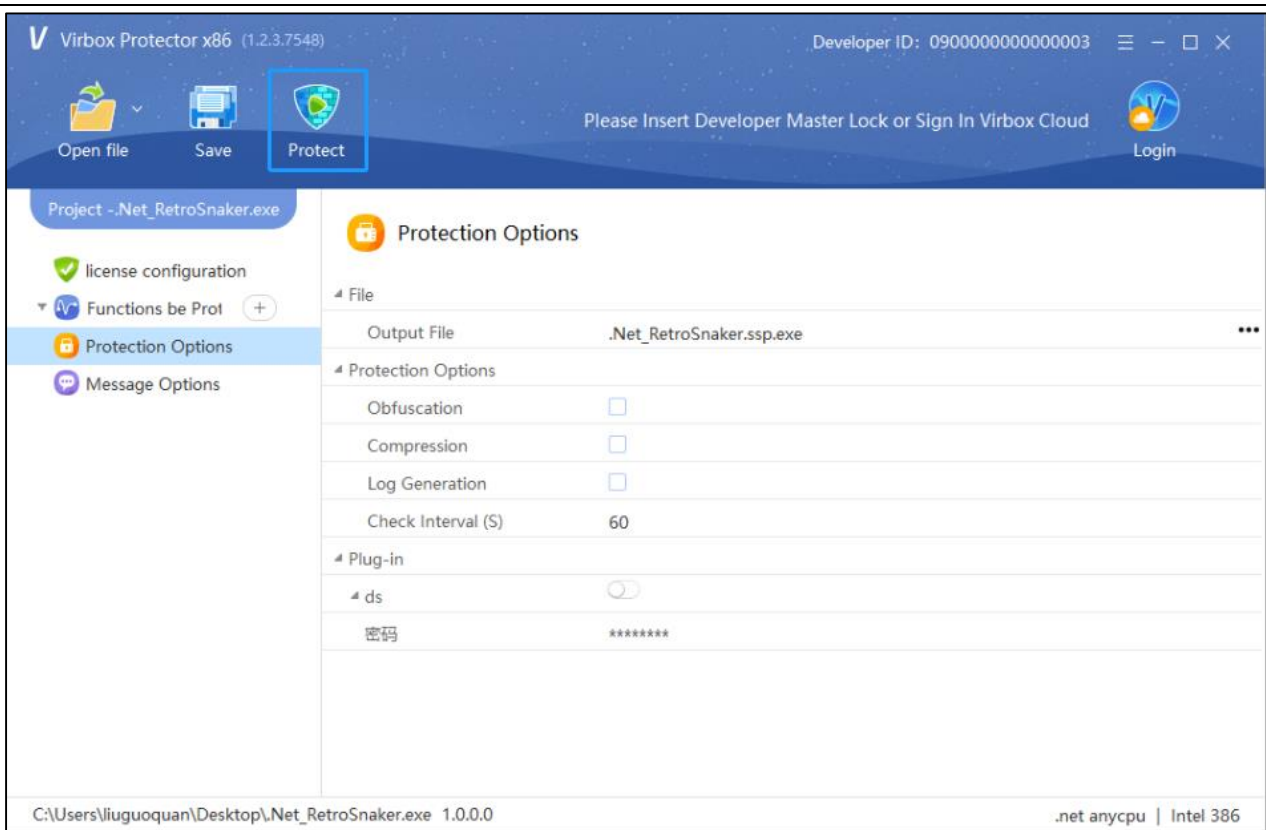 V Virbox Protector x86 (1.2.3.7548) Developer ID: 0900000000000003
Please Insert Developer Master Lock or Sign In Virbox Cloud
Open file Save Protect Login
Project -.Net_RetroSnaker.exe
Protection Options
license configuration
File
Functions be Prot +
Output File .Net_RetroSnaker.ssp.exe •••
Protection Options
Protection Options
Message Options
Obfuscation
Compression
Log Generation
Check Interval (S) 60
Plug-in
ds
密码 ********
C:\Users\liuguoquan\Desktop\.Net_RetroSnaker.exe 1.0.0.0 .net anycpu | Intel 386